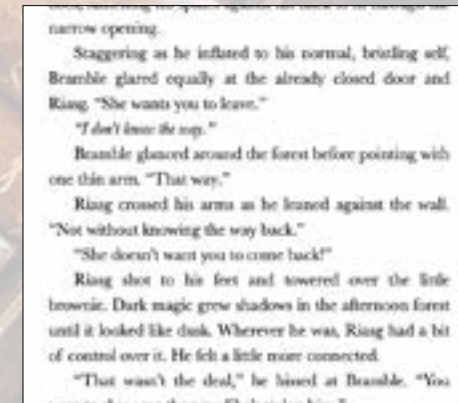 narrow opening.
Staggering as he inflated to his normal, bristling self,
Bramble glared equally at the already closed door and
Riasg. "She wants you to leave."
"I don't know the way."
Bramble glanced around the forest before pointing with
one thin arm. "That way."
Riasg crossed his arms as he leaned against the wall.
"Not without knowing the way back."
"She doesn't want you to come back!"
Riasg shot to his feet and towered over the little
brownie. Dark magic grew shadows in the afternoon forest
until it looked like dusk. Wherever he was, Riasg had a bit
of control over it. He felt a little more connected.
"That wasn't the deal," he hissed at Bramble. "You